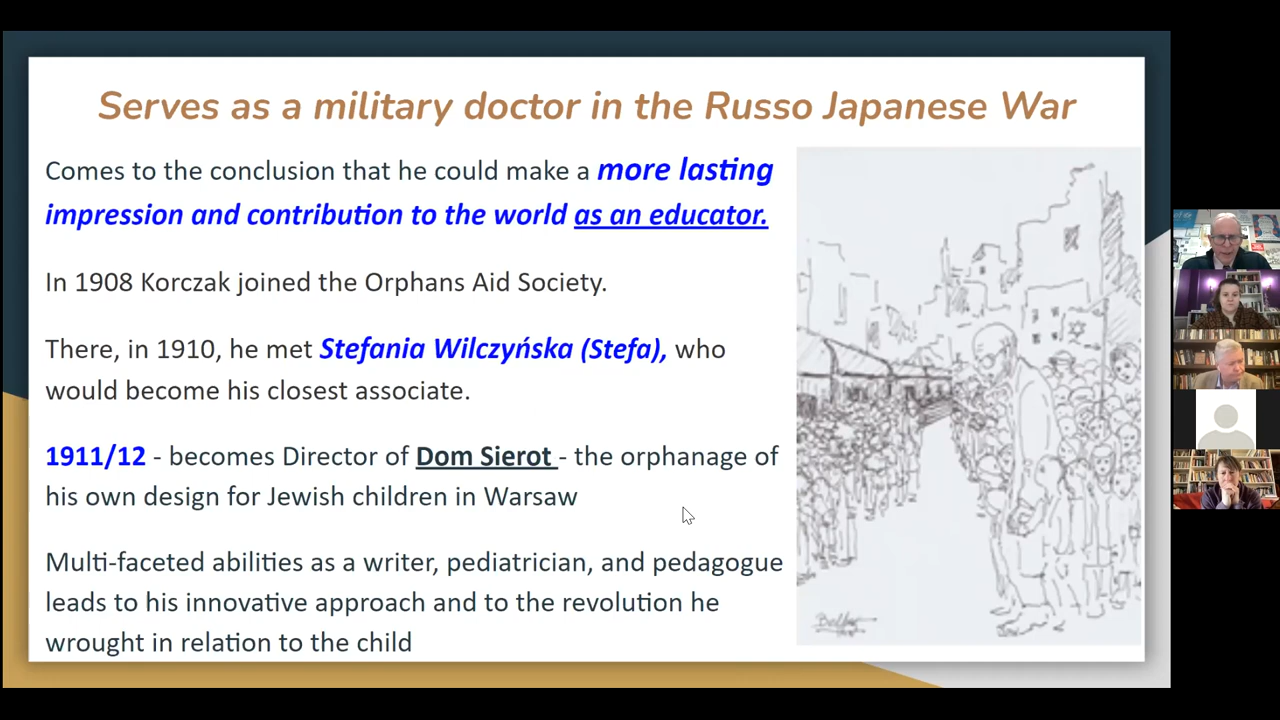 Serves as a military doctor in the Russo Japanese War
Comes to the conclusion that he could make a more lasting
impression and contribution to the world as an educator.
In 1908 Korczak joined the Orphans Aid Society.
There, in 1910, he met Stefania Wilczyńska (Stefa), who
would become his closest associate.
1911/12 - becomes Director of Dom Sierot - the orphanage of
his own design for Jewish children in Warsaw
Multi-faceted abilities as a writer, pediatrician, and pedagogue
leads to his innovative approach and to the revolution he
wrought in relation to the child